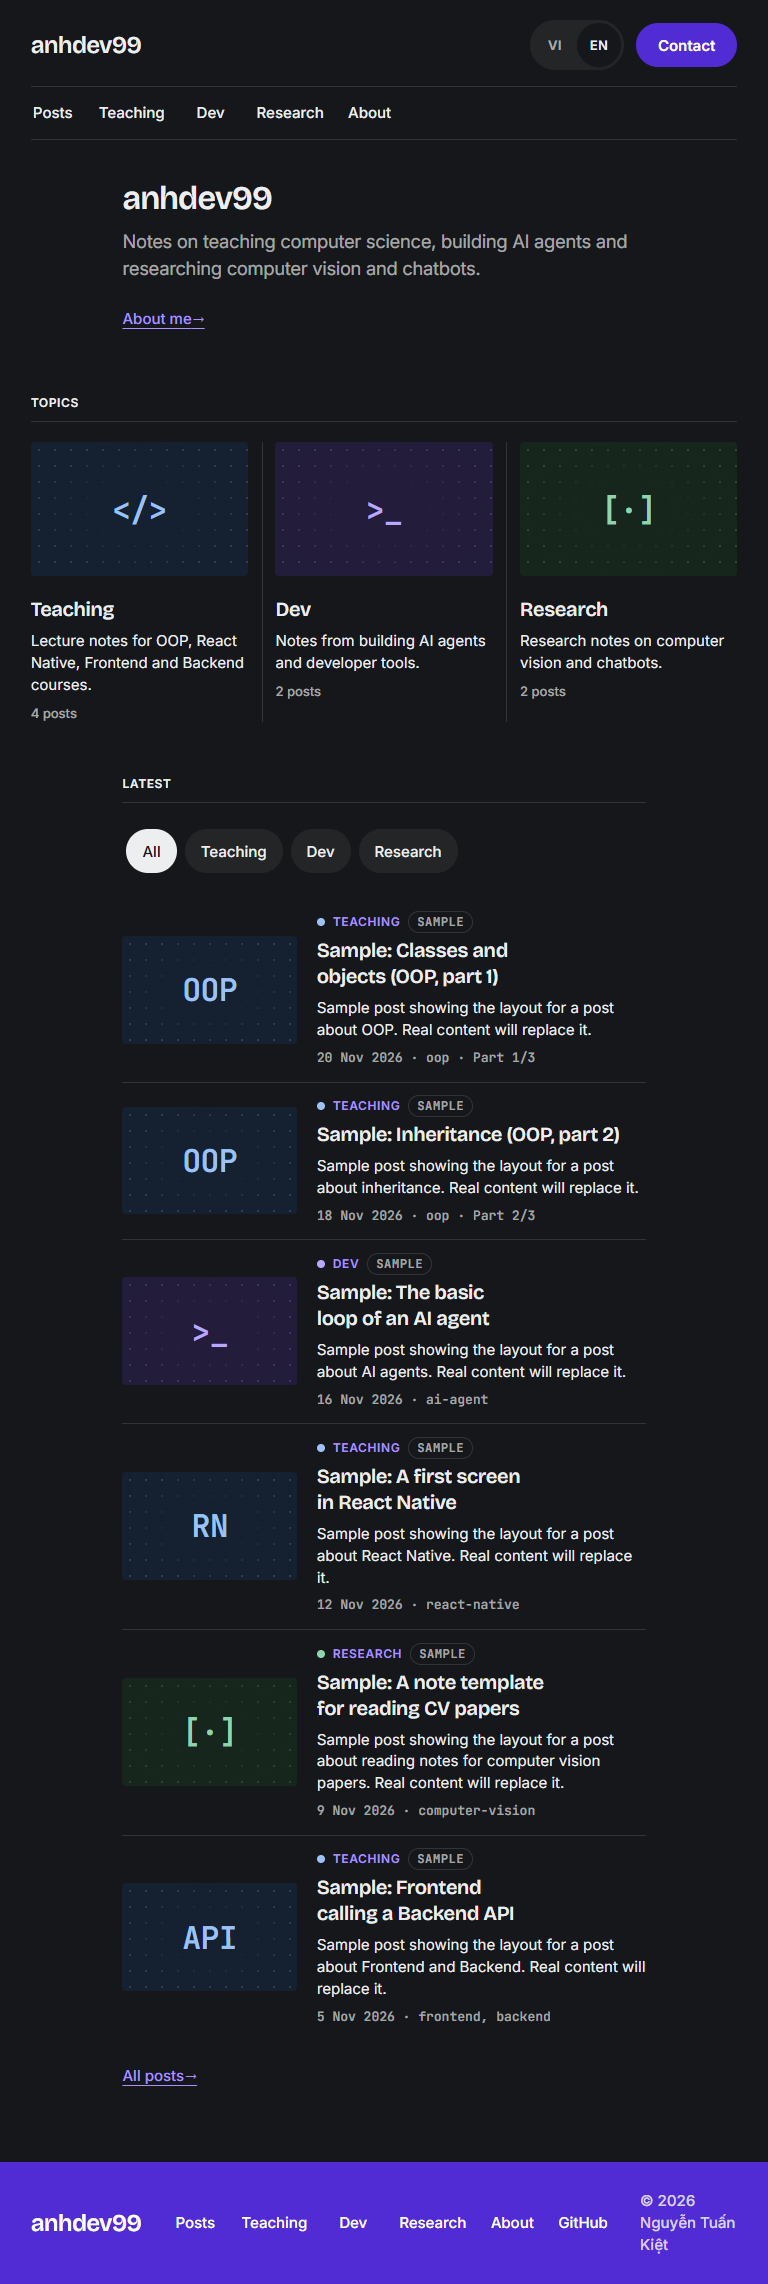 anhdev99
VI EN Contact
Posts Teaching Dev Research About
anhdev99
Notes on teaching computer science, building AI agents and
researching computer vision and chatbots.
About me→
TOPICS
</>
Teaching
Lecture notes for OOP, React
Native, Frontend and Backend
courses.
4 posts
>_
Dev
Notes from building AI agents
and developer tools.
2 posts
[·]
Research
Research notes on computer
vision and chatbots.
2 posts
LATEST
All Teaching Dev Research
OOP
TEACHING SAMPLE
Sample: Classes and
objects (OOP, part 1)
Sample post showing the layout for a post
about OOP. Real content will replace it.
20 Nov 2026 · oop · Part 1/3
OOP
TEACHING SAMPLE
Sample: Inheritance (OOP, part 2)
Sample post showing the layout for a post
about inheritance. Real content will replace it.
18 Nov 2026 · oop · Part 2/3
>_
DEV SAMPLE
Sample: The basic
loop of an AI agent
Sample post showing the layout for a post
about AI agents. Real content will replace it.
16 Nov 2026 · ai-agent
RN
TEACHING SAMPLE
Sample: A first screen
in React Native
Sample post showing the layout for a post
about React Native. Real content will replace
it.
12 Nov 2026 · react-native
[·]
RESEARCH SAMPLE
Sample: A note template
for reading CV papers
Sample post showing the layout for a post
about reading notes for computer vision
papers. Real content will replace it.
9 Nov 2026 · computer-vision
API
TEACHING SAMPLE
Sample: Frontend
calling a Backend API
Sample post showing the layout for a post
about Frontend and Backend. Real content will
replace it.
5 Nov 2026 · frontend, backend
All posts→
anhdev99 Posts Teaching Dev Research About GitHub
© 2026
Nguyễn Tuấn
Kiệt